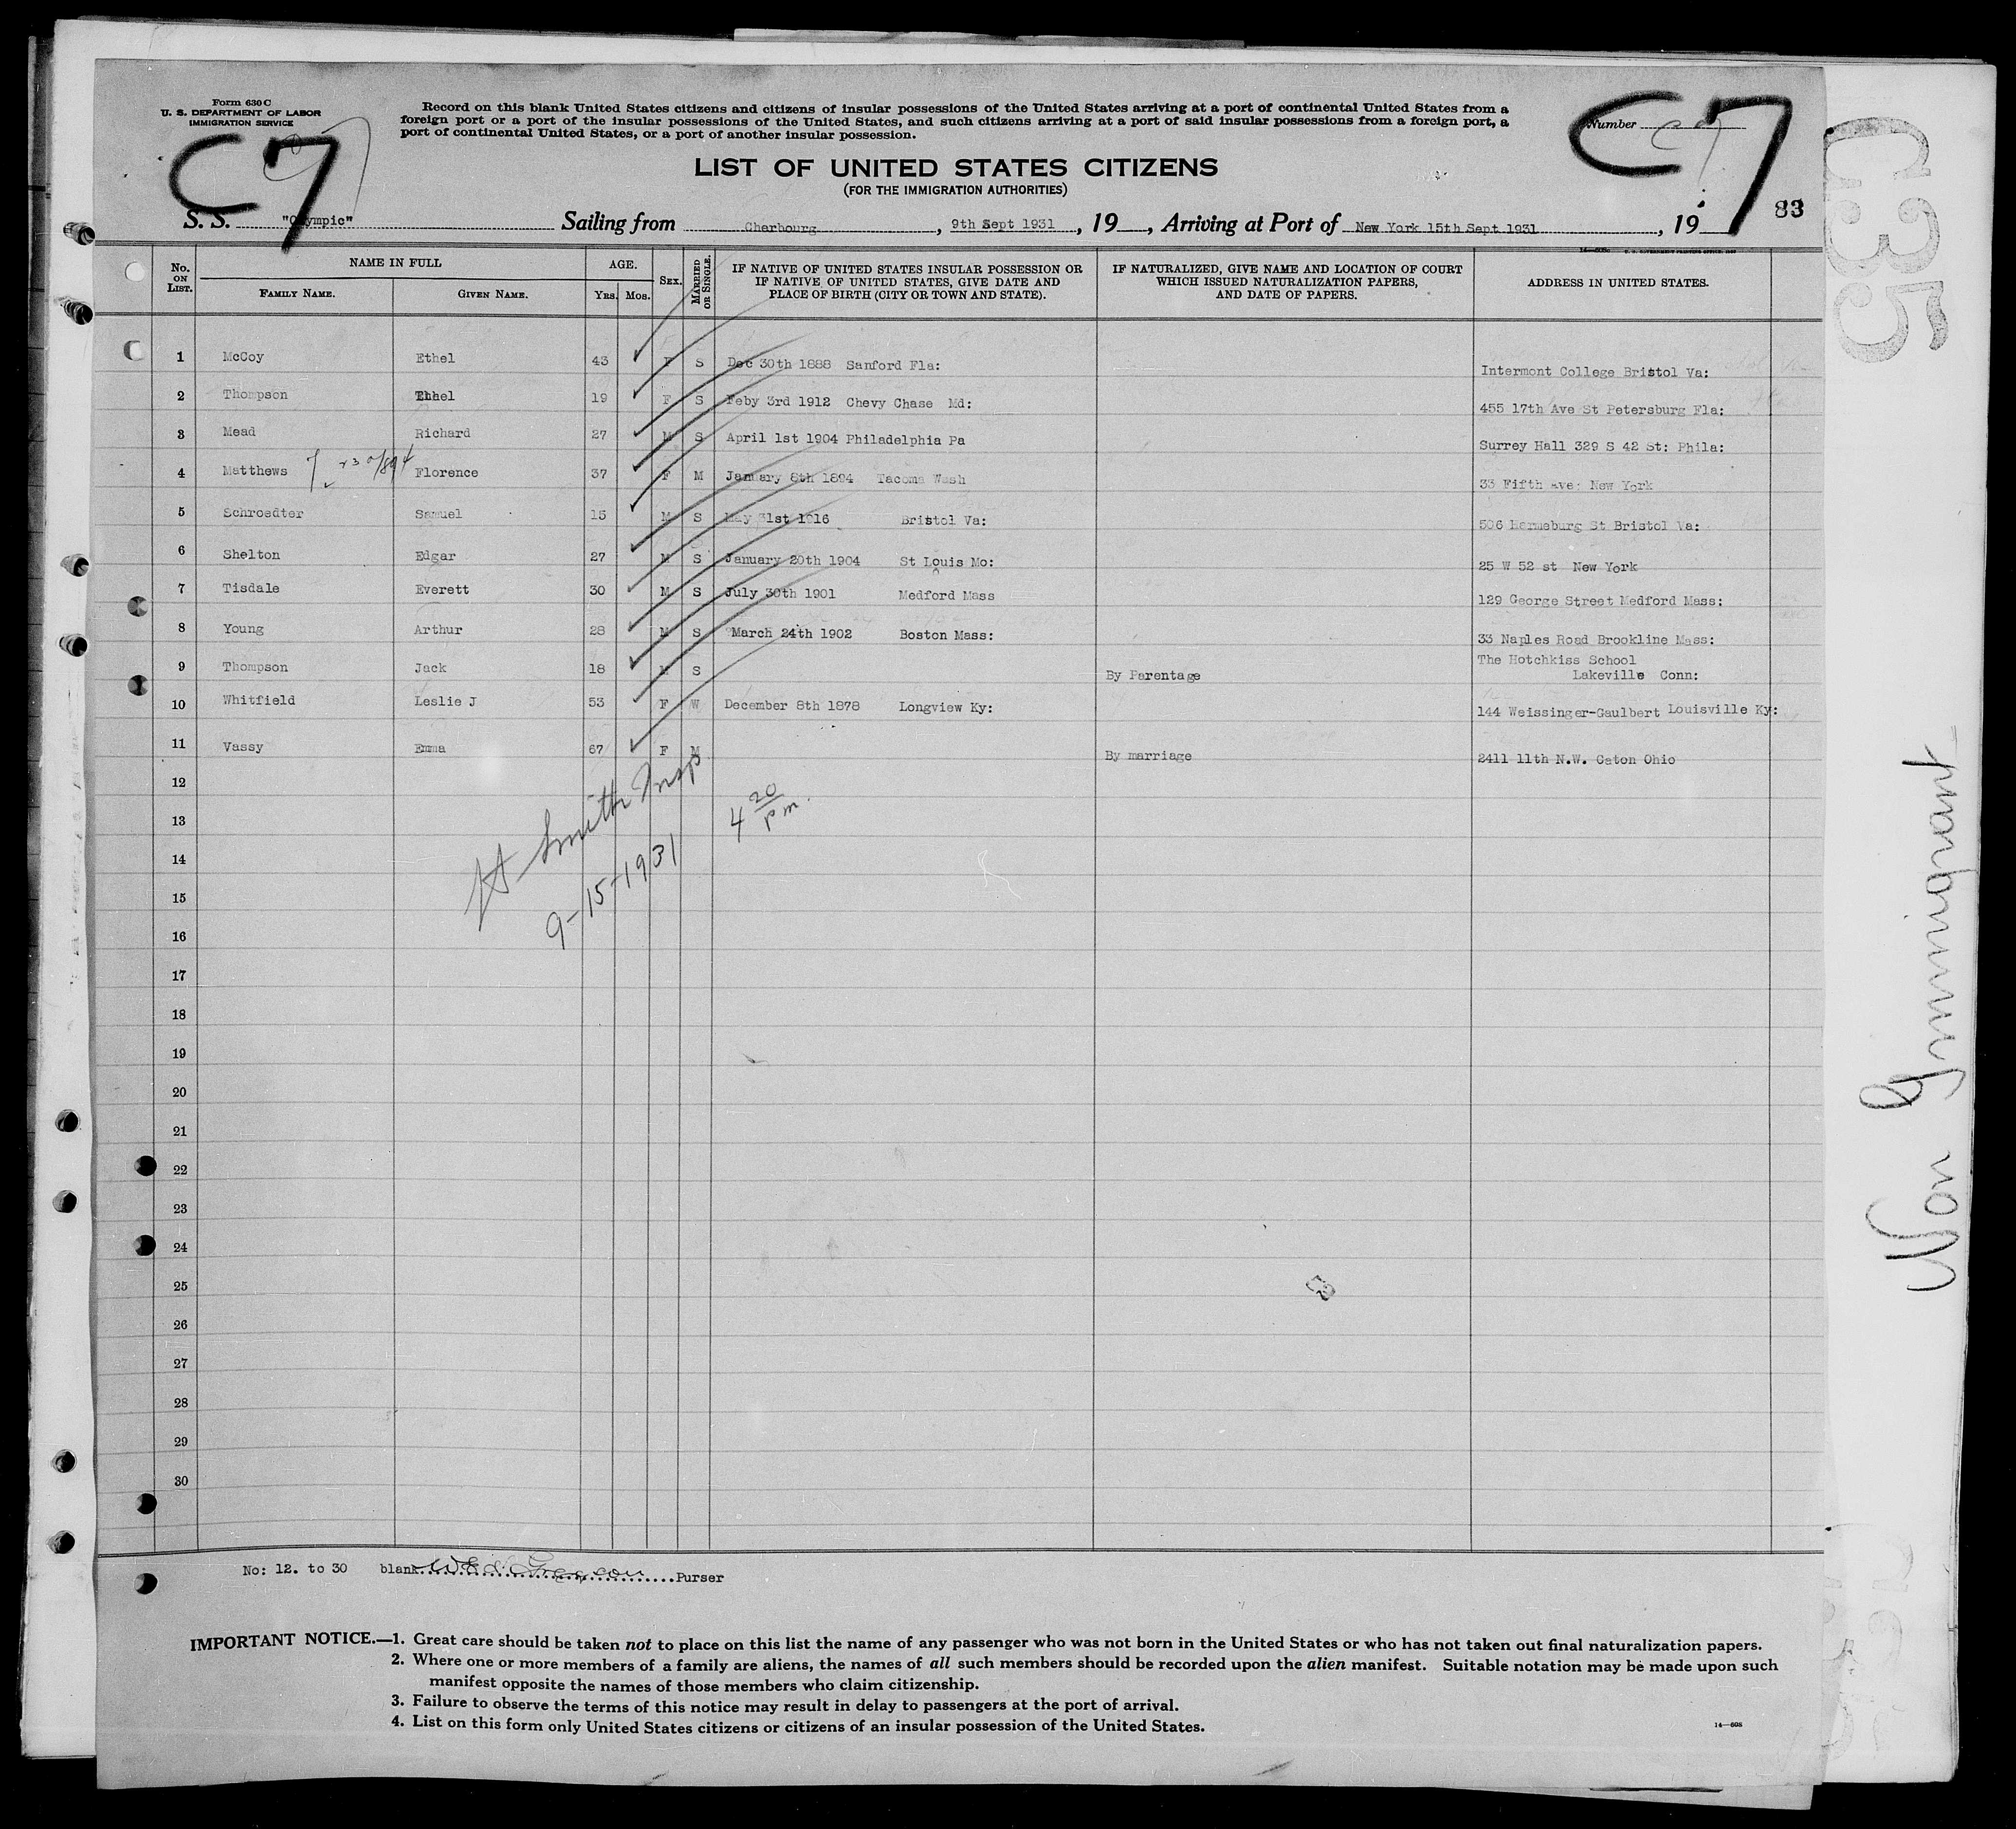 Form 630 C
U. S. DEPARTMENT OF LABOR
IMMIGRATION SERVICE
Record on this blank United States citizens and citizens of insular possessions of the United States arriving at a port of continental United States from a
foreign port or a port of the insular possessions of the United States, and such citizens arriving at a port of said insular possessions from a foreign port, a
port of continental United States, or a port of another insular possession.
Number C 7
C7
C7
LIST OF UNITED STATES CITIZENS
(FOR THE IMMIGRATION AUTHORITIES)
83
S. S. "Olympic" Sailing from Cherbourg, 9th Sept 1931, 19, Arriving at Port of New York 15th Sept 1931, 19
No. ON LIST. NAME IN FULL AGE. SEX. MARRIED OR SINGLE. IF NATIVE OF UNITED STATES INSULAR POSSESSION OR IF NATIVE OF UNITED STATES, GIVE DATE AND PLACE OF BIRTH (CITY OR TOWN AND STATE). IF NATURALIZED, GIVE NAME AND LOCATION OF COURT WHICH ISSUED NATURALIZATION PAPERS, AND DATE OF PAPERS. ADDRESS IN UNITED STATES.
FAMILY NAME. GIVEN NAME. YRS. MOS.
1 McCoy Ethel 43 F S Dec 30th 1888 Sanford Fla: Intermont College Bristol Va:
2 Thompson Ethel 19 F S Feby 3rd 1912 Chevy Chase Md: 455 17th Ave St Petersburg Fla:
3 Mead Richard 27 M S April 1st 1904 Philadelphia Pa Surrey Hall 329 S 42 St: Phila:
4 Matthews Florence 37 F M January 8th 1894 Tacoma Wash 33 Fifth Ave: New York
5 Schroedter Samuel 15 M S May 31st 1916 Bristol Va: 506 St Bristol Va:
6 Shelton Edgar 27 M S January 20th 1904 St Louis Mo: 25 W 52 st New York
7 Tisdale Everett 30 M S July 30th 1901 Medford Mass 129 George Street Medford Mass:
8 Young Arthur 28 M S March 24th 1902 Boston Mass: 33 Naples Road Brookline Mass:
9 Thompson Jack 18 M S By Parentage The Hotchkiss School
Lakeville Conn:
10 Whitfield Leslie J 53 F W December 8th 1878 Longview Ky: 144 Weissinger-Gaulbert Louisville Ky:
11 Vassy Emma 67 F M By marriage 2411 11th N.W. Caton Ohio
12
13
14
15
16
17
18
19
20
21
22
23
24
25
26
27
28
29
30
Smith Insp
9-15-1931
4 20 pm.
No: 12. to 30 blank Purser
IMPORTANT NOTICE.—1. Great care should be taken not to place on this list the name of any passenger who was not born in the United States or who has not taken out final naturalization papers.
2. Where one or more members of a family are aliens, the names of all such members should be recorded upon the alien manifest. Suitable notation may be made upon such
manifest opposite the names of those members who claim citizenship.
3. Failure to observe the terms of this notice may result in delay to passengers at the port of arrival.
4. List on this form only United States citizens or citizens of an insular possession of the United States.
14—608
C35
Non Immigrant